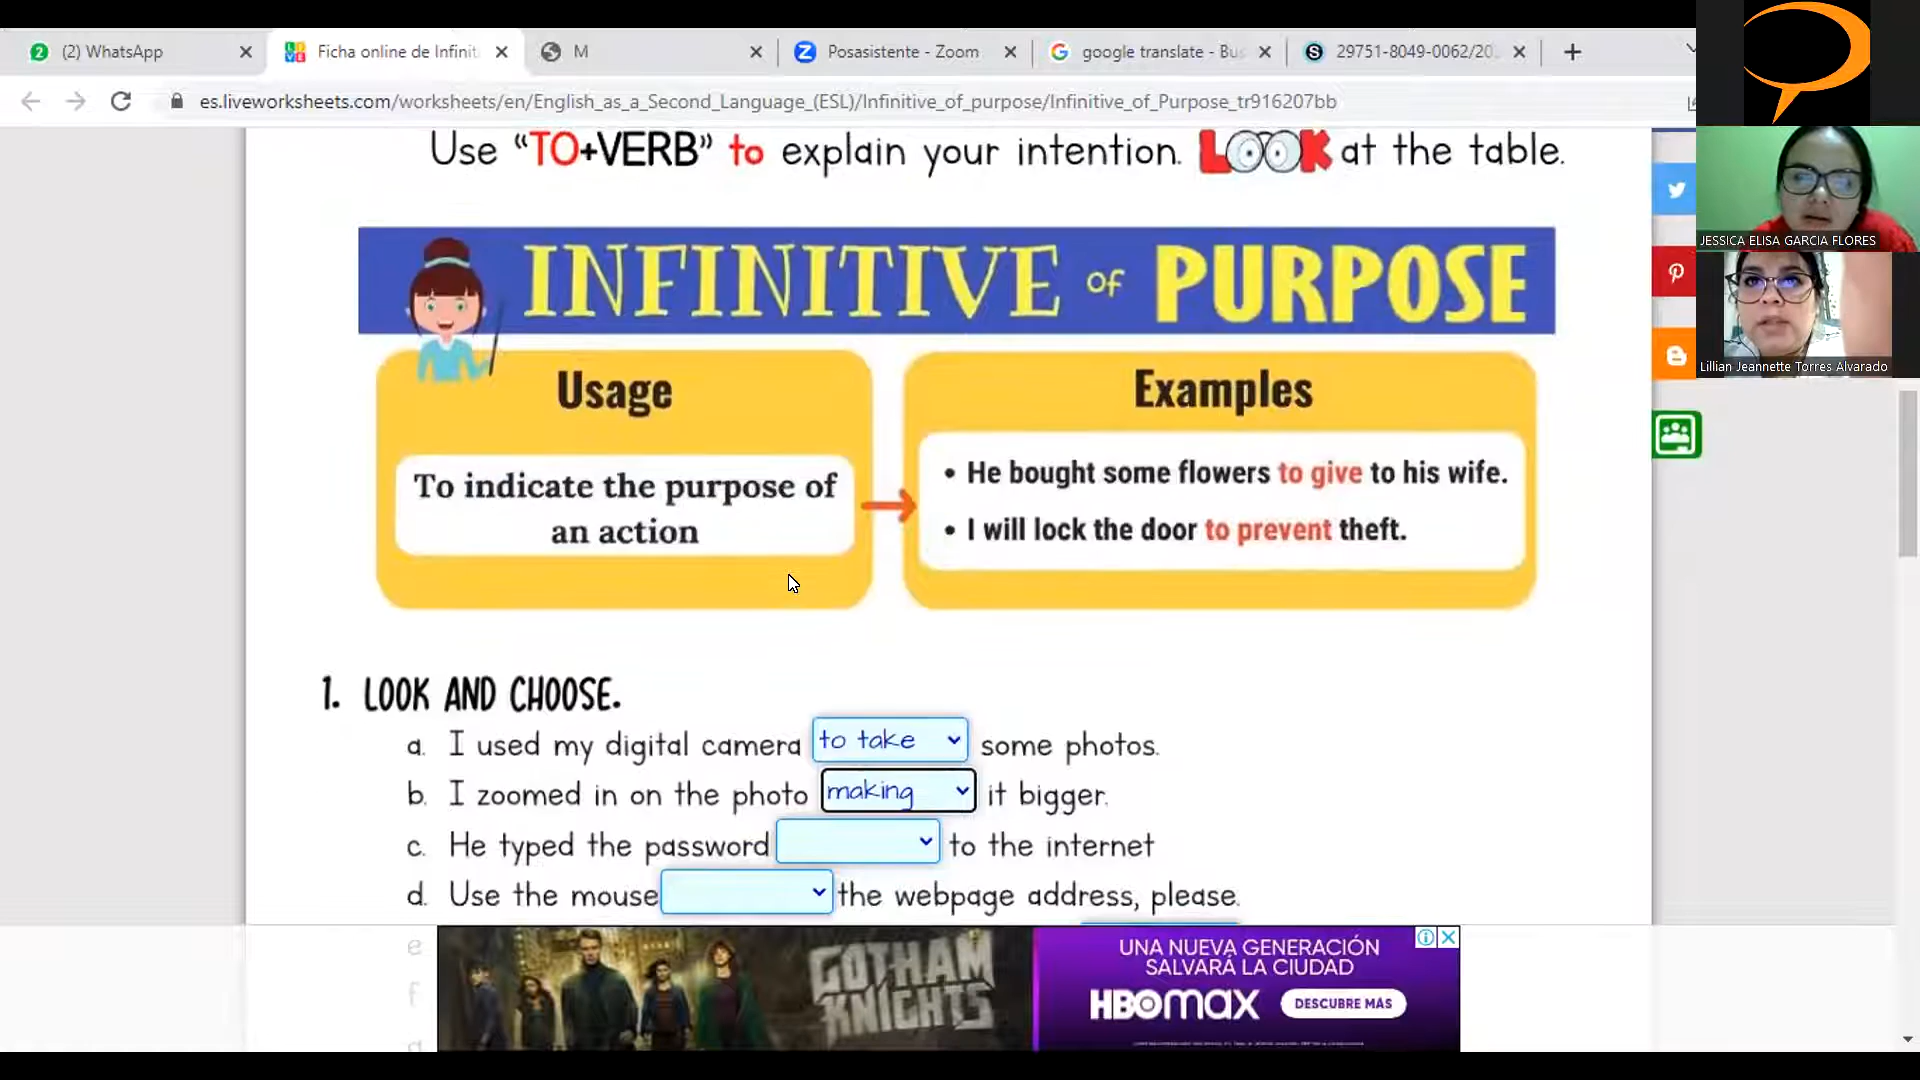 (2) WhatsApp
Ficha online de Infinit
M
Posasistente - Zoom
google translate - Bus
29751-8049-0062/20
es.liveworksheets.com/worksheets/en/English_as_a_Second_Language_(ESL)/Infinitive_of_purpose/Infinitive_of_Purpose_tr916207bb
Use “TO+VERB” to explain your intention. LOOK at the table.
INFINITIVE of PURPOSE
Usage
To indicate the purpose of
an action
Examples
• He bought some flowers to give to his wife.
• I will lock the door to prevent theft.
1. LOOK AND CHOOSE.
a. I used my digital camera to take some photos.
b. I zoomed in on the photo making it bigger.
c. He typed the password to the internet
d. Use the mouse the webpage address, please.
e
f
GOTHAM
KNIGHTS
UNA NUEVA GENERACIÓN
SALVARÁ LA CIUDAD
HBOMAX
DESCUBRE MÁS
JESSICA ELISA GARCIA FLORES
Lillian Jeannette Torres Alvarado